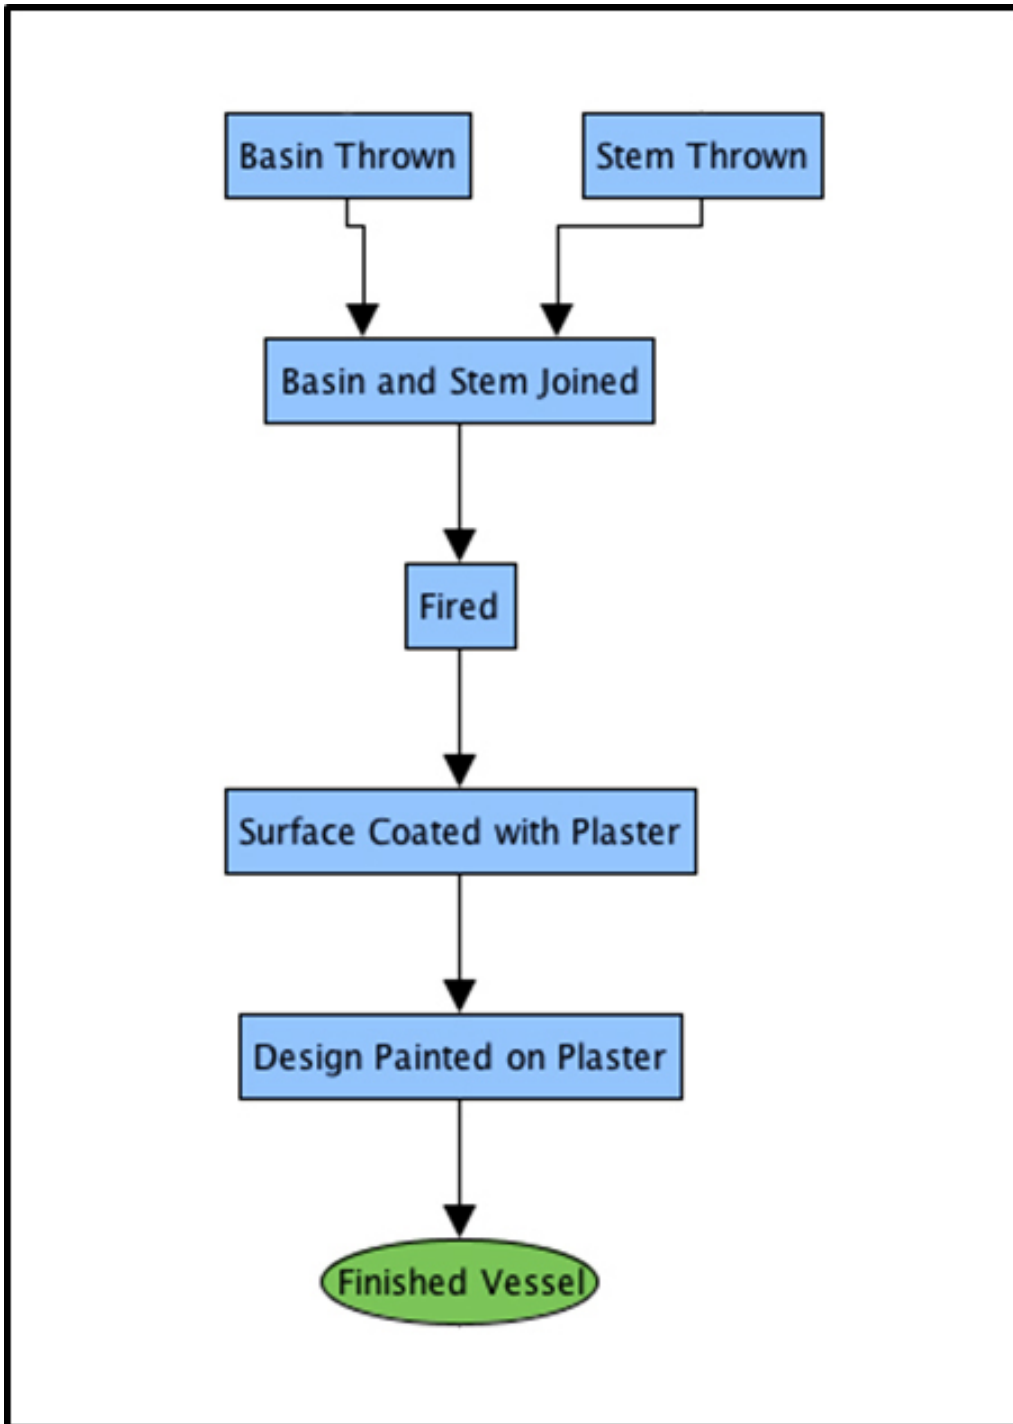 Basin Thrown
Stem Thrown
Basin and Stem Joined
Fired
Surface Coated with Plaster
Design Painted on Plaster
Finished Vessel